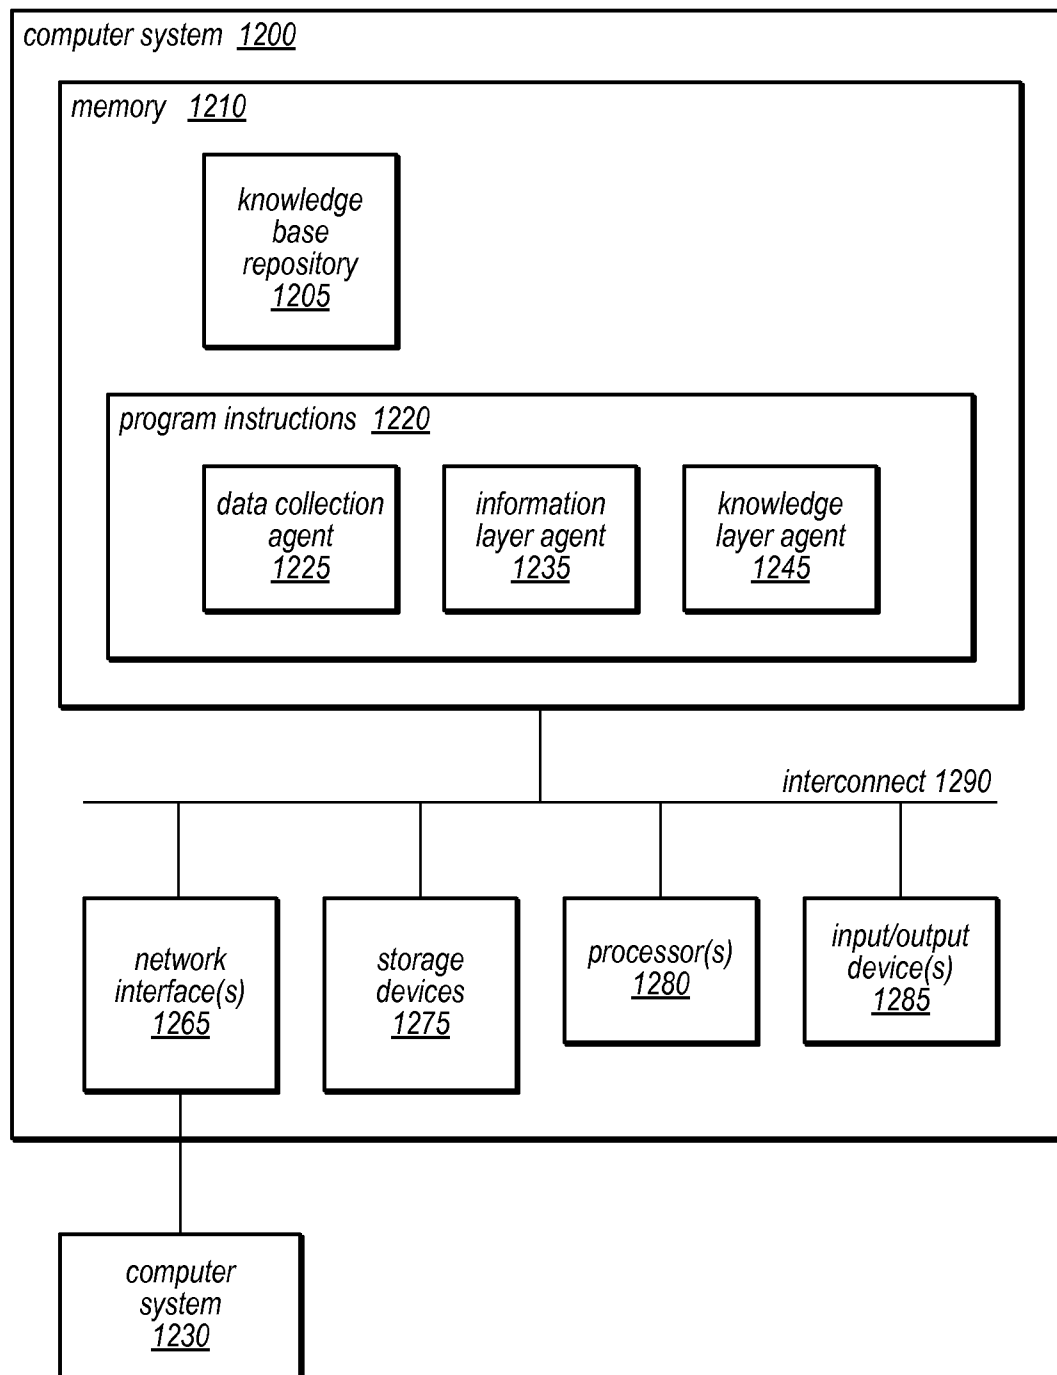 computer system 1200
memory 1210
knowledge
base
repository
1205
program instructions 1220
data collection
agent
1225
information
layer agent
1235
knowledge
layer agent
1245
interconnect 1290
network
interface(s)
1265
storage
devices
1275
processor(s)
1280
input/output
device(s)
1285
computer
system
1230